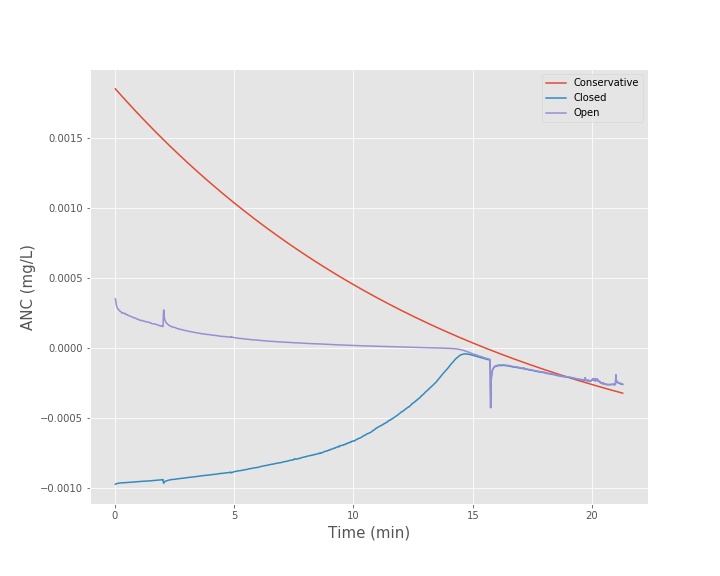 Conservative
Closed
Open
0.0015
0.0010
0.0005
0.0000
−0.0005
−0.0010
ANC (mg/L)
0 5 10 15 20
Time (min)